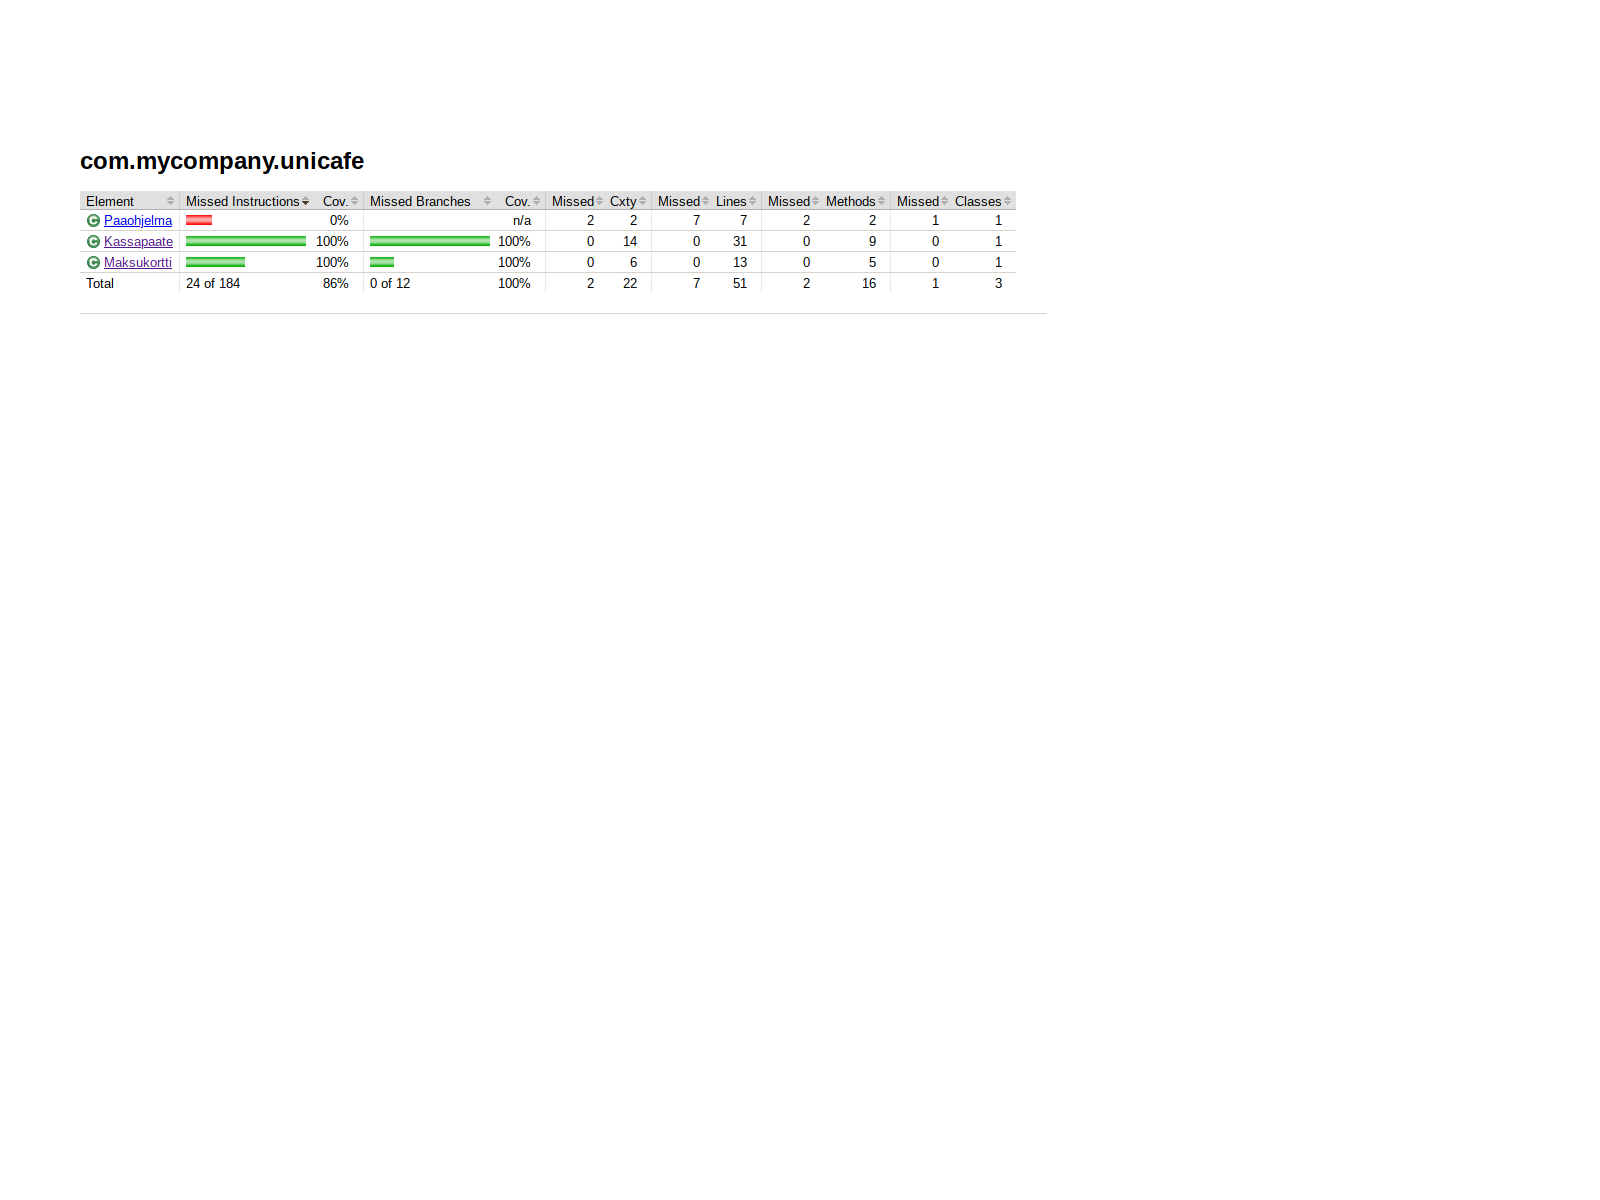 com.mycompany.unicafe
Element Missed Instructions Cov. Missed Branches Cov. Missed Cxty Missed Lines Missed Methods Missed Classes
Paaohjelma 0% n/a 2 2 7 7 2 2 1 1
Kassapaate 100% 100% 0 14 0 31 0 9 0 1
Maksukortti 100% 100% 0 6 0 13 0 5 0 1
Total 24 of 184 86% 0 of 12 100% 2 22 7 51 2 16 1 3